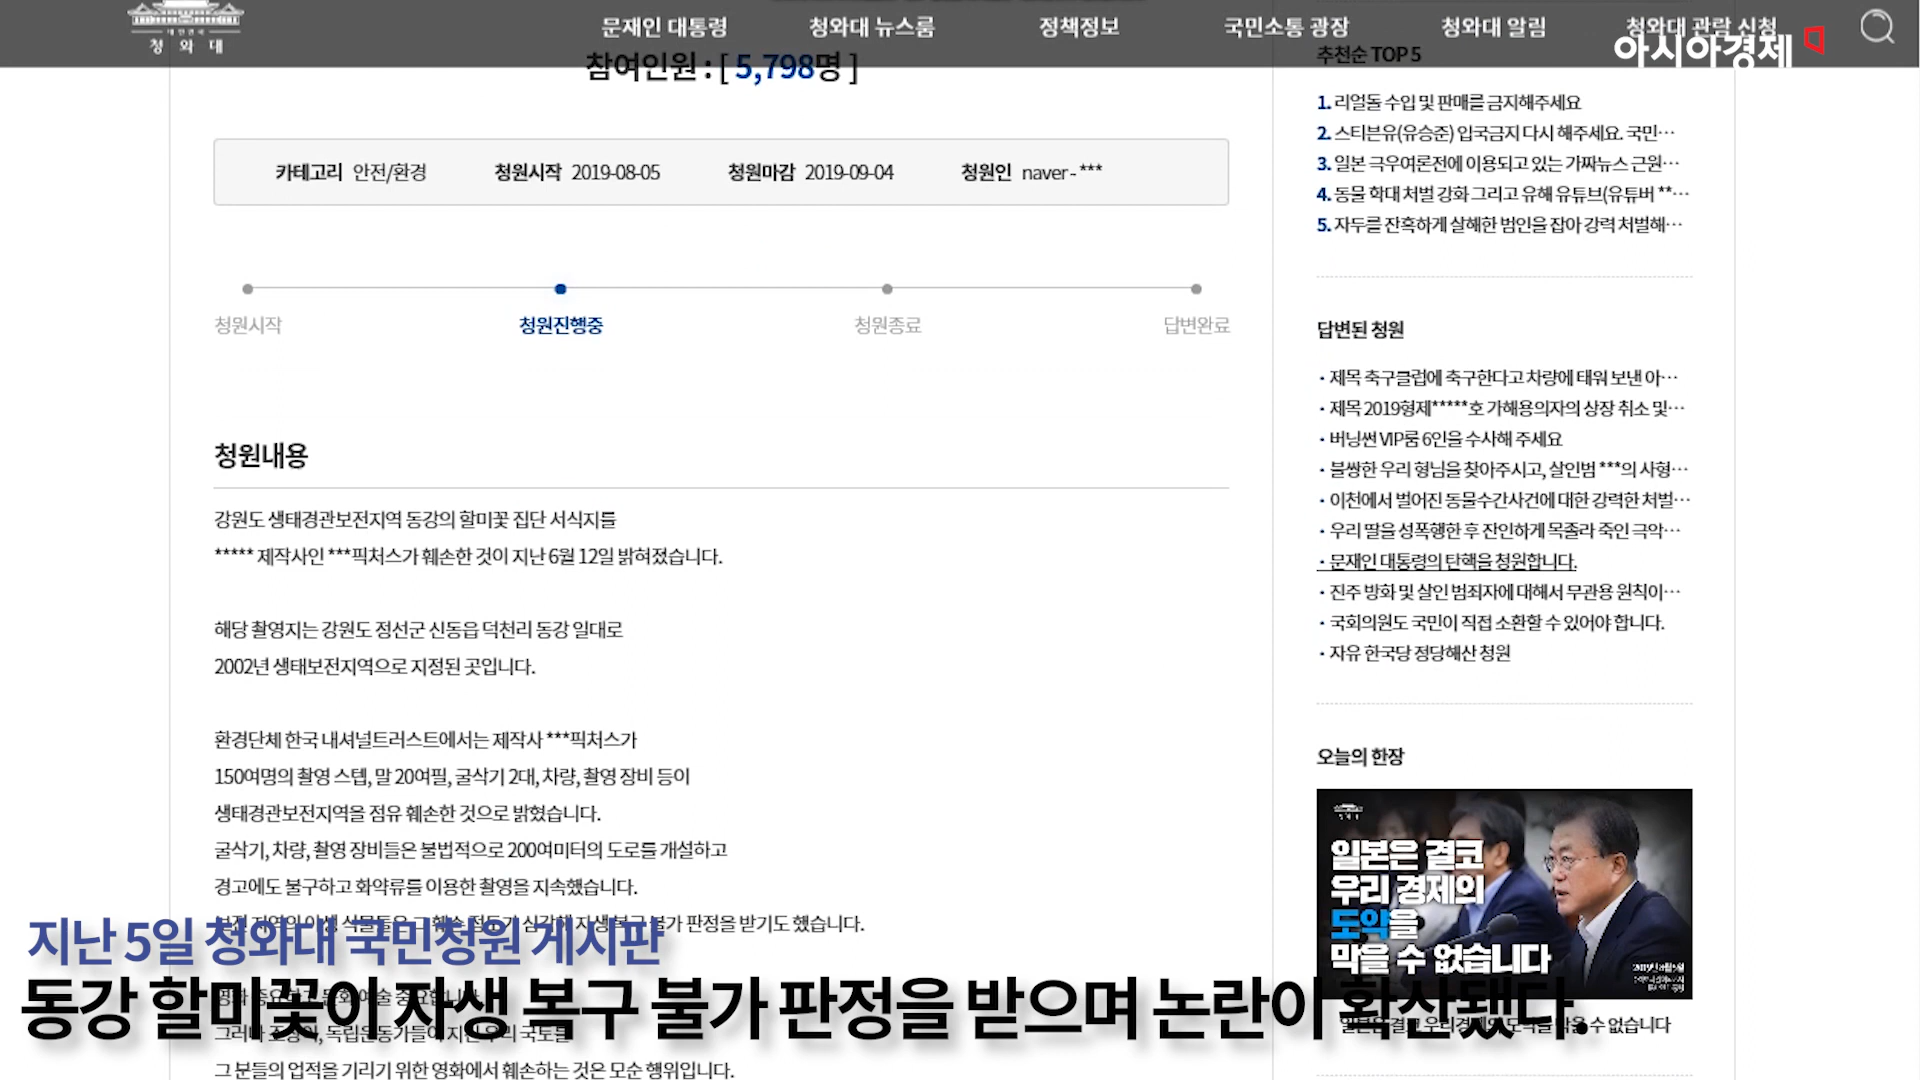 대한민국
청와대
문재인 대통령
청와대 뉴스룸
정책정보
국민소통 광장
청와대 알림
청와대 관람 신청
아시아경제
참여인원 : [ 5,798명 ]
카테고리 안전/환경
청원시작 2019-08-05
청원마감 2019-09-04
청원인 naver - ***
청원시작
청원진행중
청원종료
답변완료
청원내용
강원도 생태경관보전지역 동강의 할미꽃 집단 서식지를
***** 제작사인 ***픽처스가 훼손한 것이 지난 6월 12일 밝혀졌습니다.
해당 촬영지는 강원도 정선군 신동읍 덕천리 동강 일대로
2002년 생태보전지역으로 지정된 곳입니다.
환경단체 한국 내셔널트러스트에서는 제작사 ***픽처스가
150여명의 촬영 스텝, 말 20여필, 굴삭기 2대, 차량, 촬영 장비 등이
생태경관보전지역을 점유 훼손한 것으로 밝혔습니다.
굴삭기, 차량, 촬영 장비들은 불법적으로 200여미터의 도로를 개설하고
경고에도 불구하고 화약류를 이용한 촬영을 지속했습니다.
불가 판정을 받기도 했습니다.
그 분들의 업적을 기리기 위한 영화에서 훼손하는 것은 모순 행위입니다.
추천순 TOP 5
1. 리얼돌 수입 및 판매를 금지해주세요
2. 스티븐유(유승준) 입국금지 다시 해주세요. 국민…
3. 일본 극우여론전에 이용되고 있는 가짜뉴스 근원…
4. 동물 학대 처벌 강화 그리고 유해 유튜브(유튜버 **…
5. 자두를 잔혹하게 살해한 범인을 잡아 강력 처벌해…
답변된 청원
· 제목 축구클럽에 축구한다고 차량에 태워 보낸 아…
· 제목 2019형제*****호 가해용의자의 상장 취소 및…
· 버닝썬 VIP룸 6인을 수사해 주세요
· 불쌍한 우리 형님을 찾아주시고, 살인범 ***의 사형…
· 이천에서 벌어진 동물수간사건에 대한 강력한 처벌…
· 우리 딸을 성폭행한 후 잔인하게 목졸라 죽인 극악…
· 문재인 대통령의 탄핵을 청원합니다.
· 진주 방화 및 살인 범죄자에 대해서 무관용 원칙이…
· 국회의원도 국민이 직접 소환할 수 있어야 합니다.
· 자유 한국당 정당해산 청원
오늘의 한장
일본은 결코
우리 경제의
도약을
막을 수 없습니다
지난 5일 청와대 국민청원 게시판
동강 할미꽃이 자생 복구 불가 판정을 받으며 논란이 확산됐다.